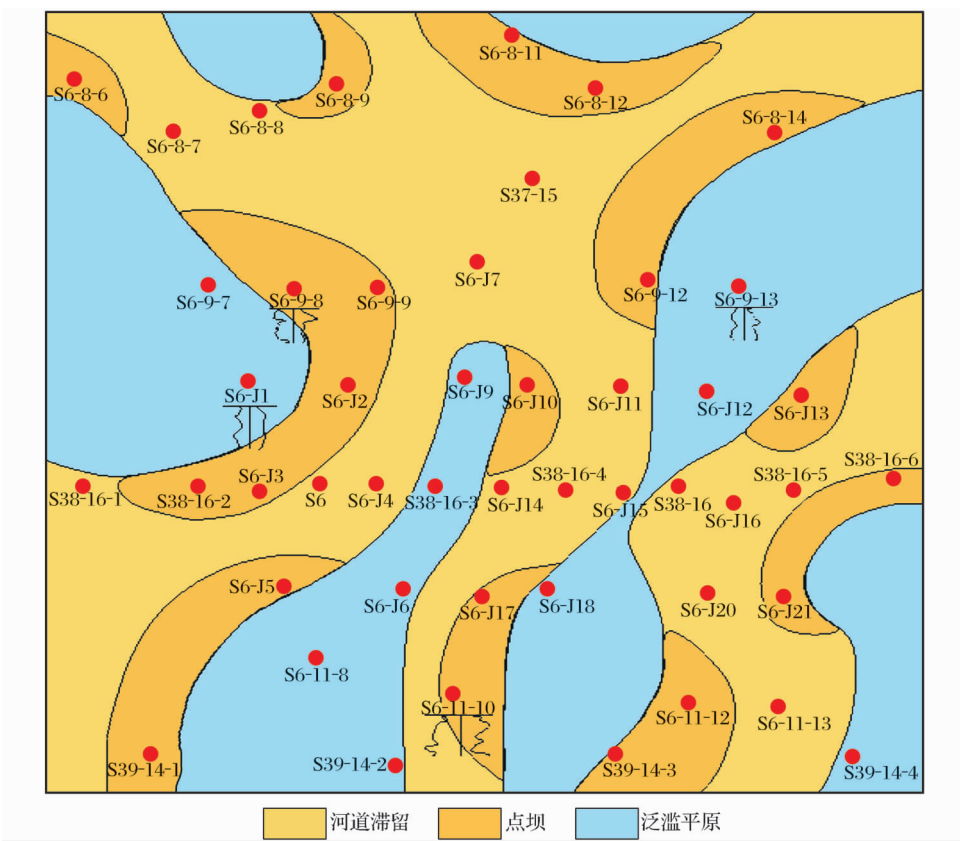 S6-8-11
S6-8-6
S6-8-9
S6-8-12
S6-8-8
S6-8-14
S6-8-7
S37-15
S6-J7
S6-9-7
S6-9-8
S6-9-9
S6-9-12
S6-9-13
S6-J1
S6-J2
S6-J9
S6-J10
S6-J11
S6-J12
S6-J13
S38-16-6
S38-16-1
S38-16-2
S6-J3
S6
S6-J4
S38-16-3
S6-J14
S38-16-4
S6-J15
S38-16
S38-16-5
S6-J16
S6-J5
S6-J6
S6-J17
S6-J18
S6-J20
S6-J21
S6-11-8
S6-11-10
S6-11-12
S6-11-13
S39-14-1
S39-14-2
S39-14-3
S39-14-4
河道滞留 点坝 泛滥平原